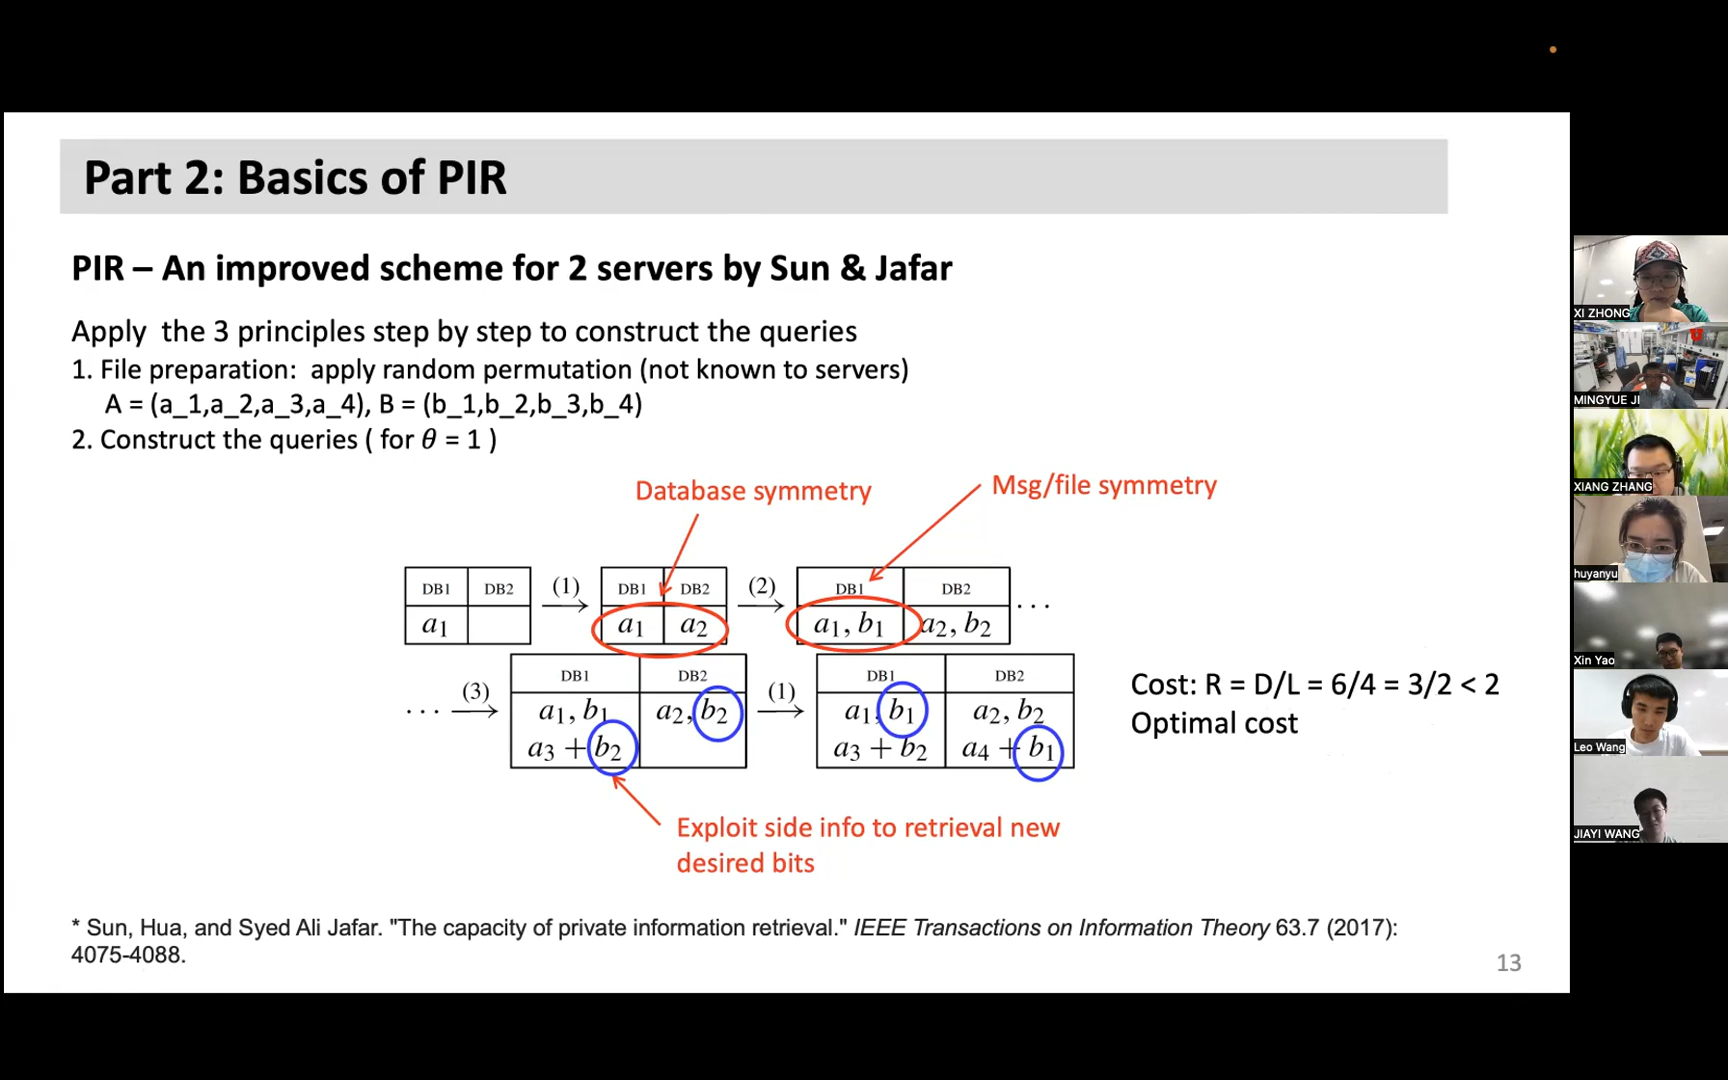 Part 2: Basics of PIR
PIR – An improved scheme for 2 servers by Sun & Jafar
Apply the 3 principles step by step to construct the queries
1. File preparation: apply random permutation (not known to servers)
A = (a_1,a_2,a_3,a_4), B = (b_1,b_2,b_3,b_4)
2. Construct the queries ( for θ = 1 )
Database symmetry
Msg/file symmetry
DB1 DB2 (1) DB1 DB2 (2) DB1 DB2
a₁ a₁ a₂ a₁, b₁ a₂, b₂ ...
DB1 DB2 DB1 DB2
... (3) a₁, b₁ a₂, b₂ (1) a₁, b₁ a₂, b₂
a₃ + b₂ a₃ + b₂ a₄ + b₁
Cost: R = D/L = 6/4 = 3/2 < 2
Optimal cost
Exploit side info to retrieval new
desired bits
* Sun, Hua, and Syed Ali Jafar. "The capacity of private information retrieval." IEEE Transactions on Information Theory 63.7 (2017):
4075-4088.
13
XI ZHONG
MINGYUE JI
XIANG ZHANG
huyanyu
Xin Yao
Leo Wang
JIAYI WANG